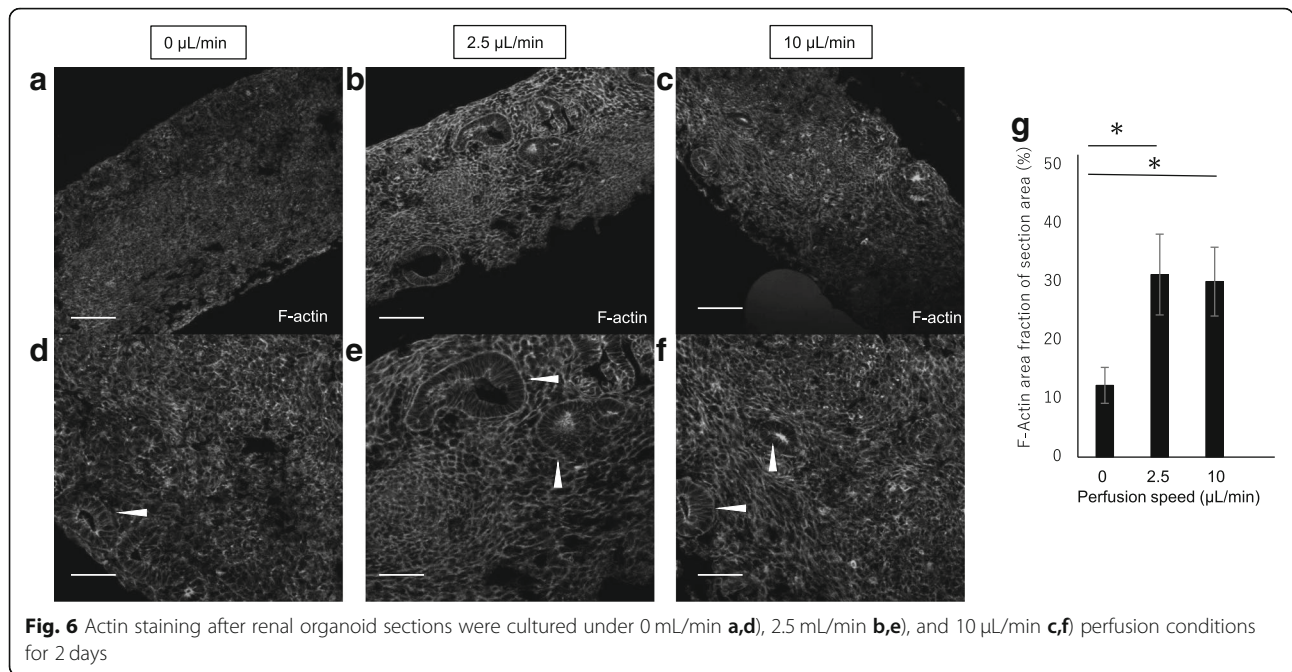 0 µL/min
2.5 µL/min
10 µL/min
a
b
c
F-actin
F-actin
F-actin
d
e
f
g
*
*
F-Actin area fraction of section area (%)
50
40
30
20
10
0
0 2.5 10
Perfusion speed (µL/min)
Fig. 6 Actin staining after renal organoid sections were cultured under 0 mL/min a,d), 2.5 mL/min b,e), and 10 µL/min c,f) perfusion conditions
for 2 days